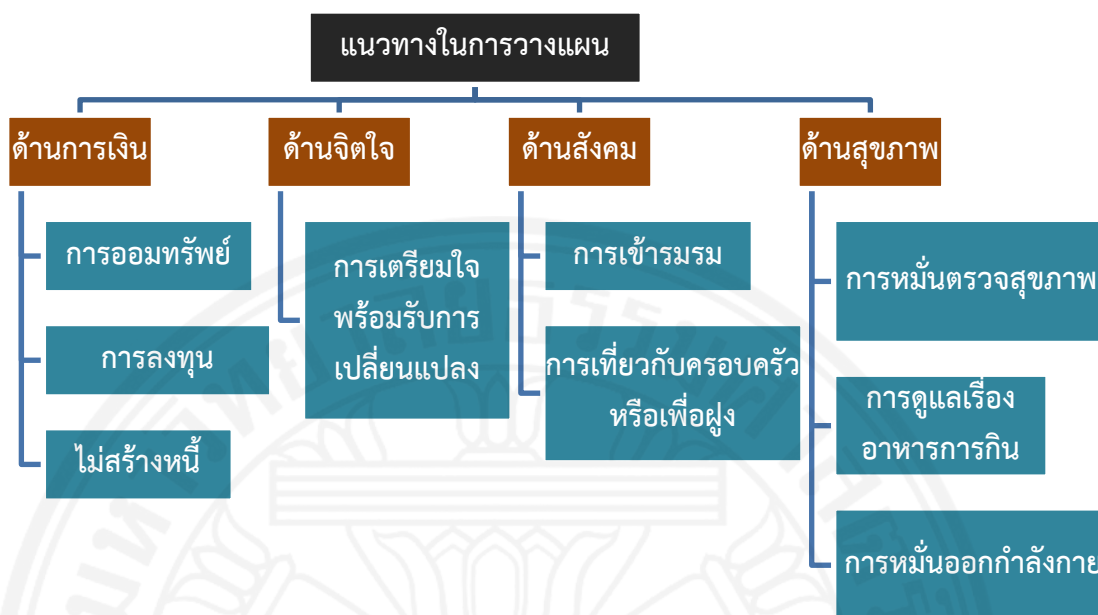 แนวทางในการวางแผน
ด้านการเงิน
การออมทรัพย์
การลงทุน
ไม่สร้างหนี้
ด้านจิตใจ
การเตรียมใจ
พร้อมรับการ
เปลี่ยนแปลง
ด้านสังคม
การเข้ารมรม
การเที่ยวกับครอบครัว
หรือเพื่อฝูง
ด้านสุขภาพ
การหมั่นตรวจสุขภาพ
การดูแลเรื่อง
อาหารการกิน
การหมั่นออกกำลังกาย